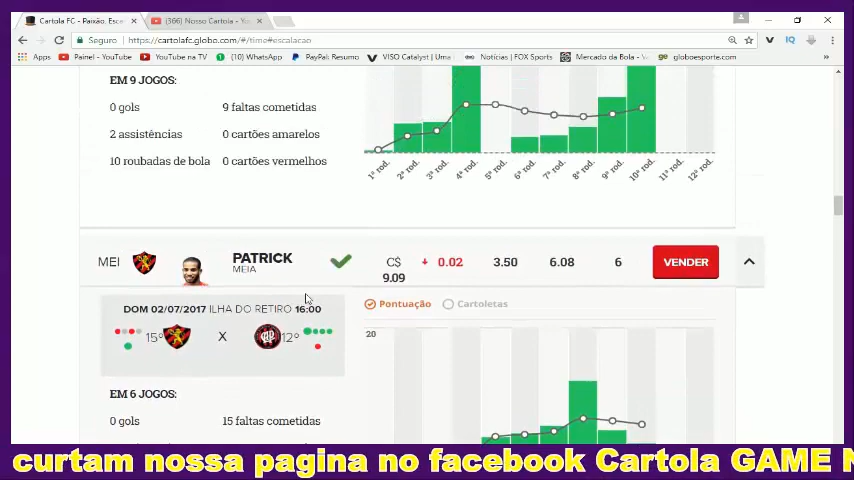 Cartola FC - Paixão, Esca
(366) Nosso Cartola - Yo
Seguro
https://cartolafc.globo.com/#/time#escalacao
IQ
Apps
Painel - YouTube
YouTube na TV
(10) WhatsApp
PayPal: Resumo
VISO Catalyst | Uma
Notícias | FOX Sports
Mercado da Bola - V
globoesporte.com
EM 9 JOGOS:
0 gols 9 faltas cometidas
2 assistências 0 cartões amarelos
10 roubadas de bola 0 cartões vermelhos
1ª rod. 2ª rod. 3ª rod. 4ª rod. 5ª rod. 6ª rod. 7ª rod. 8ª rod. 9ª rod. 10ª rod. 11ª rod. 12ª rod.
MEI PATRICK C$ 0.02 3.50 6.08 6 VENDER
MEIA 9.09
DOM 02/07/2017 ILHA DO RETIRO 16:00
Pontuação Cartoletas
15º X 12º
20
EM 6 JOGOS:
0 gols 15 faltas cometidas
curtam nossa pagina no facebook Cartola GAME N